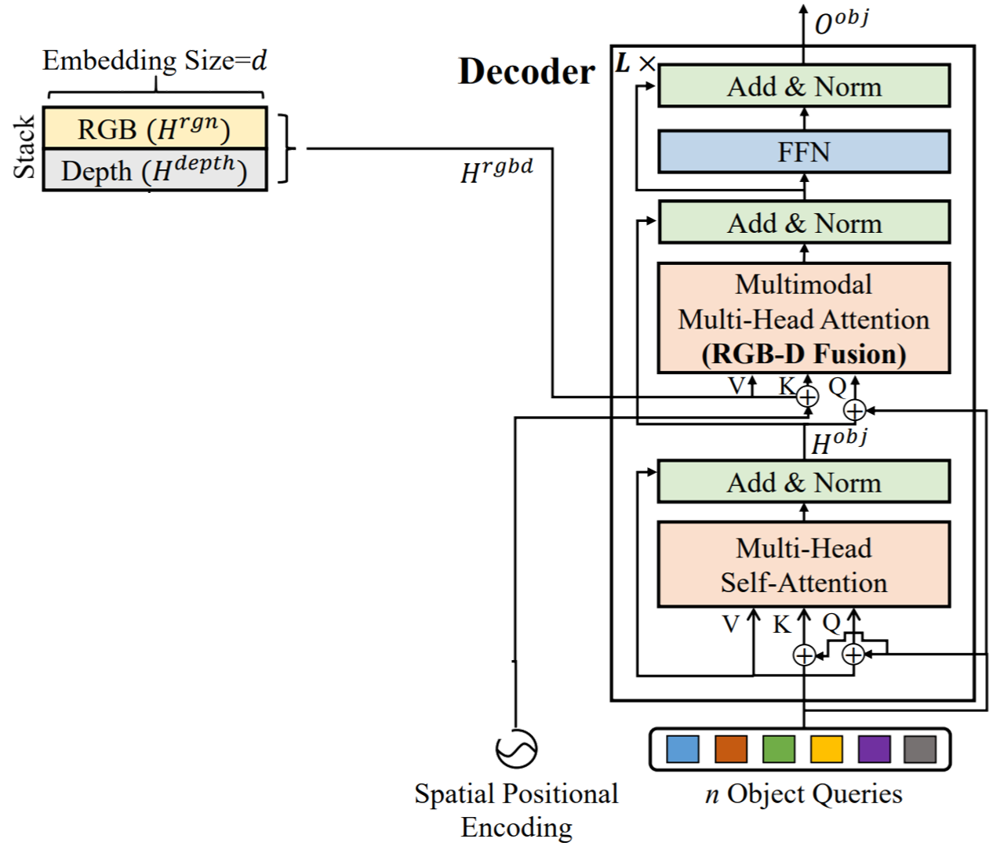 Embedding Size=d
Stack
RGB (H^{rgn})
Depth (H^{depth})
H^{rgbd}
Decoder
L ×
O^{obj}
Add & Norm
FFN
Add & Norm
Multimodal
Multi-Head Attention
(RGB-D Fusion)
V K Q
H^{obj}
Add & Norm
Multi-Head
Self-Attention
V K Q
Spatial Positional
Encoding
n Object Queries